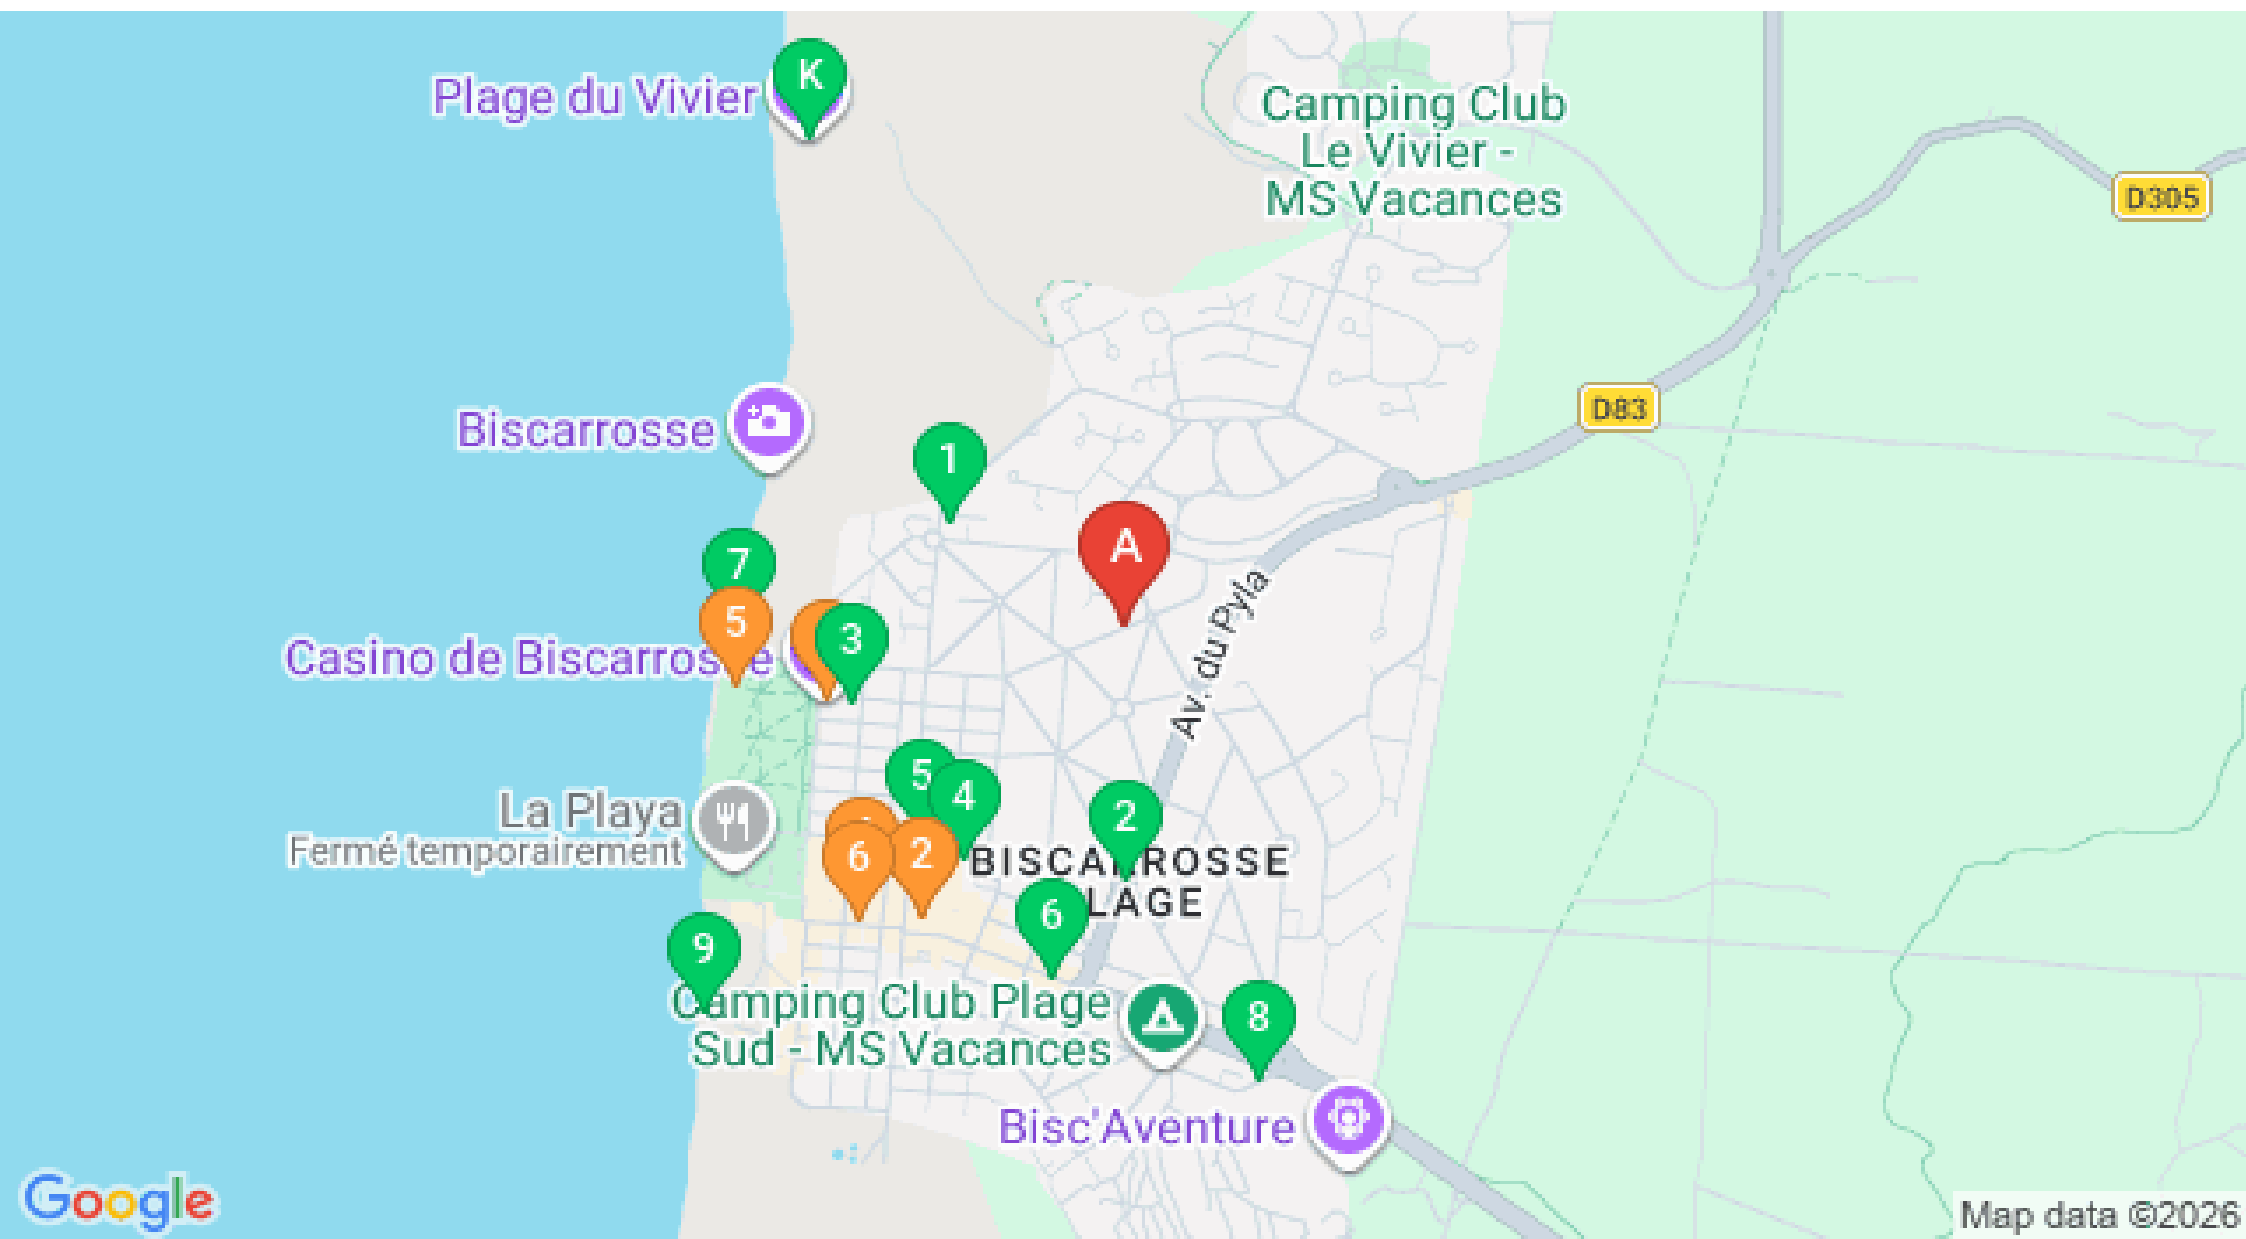 K
Plage du Vivier
Camping Club
Le Vivier -
MS Vacances
D305
D83
Biscarrosse
1
A
7
5
3
Casino de Biscarrosse
Av. du Pyla
5
4
2
La Playa
Fermé temporairement
6
2
BISCARROSSE
LAGE
6
9
Camping Club Plage
Sud - MS Vacances
8
Bisc'Aventure
Google
Map data ©2026